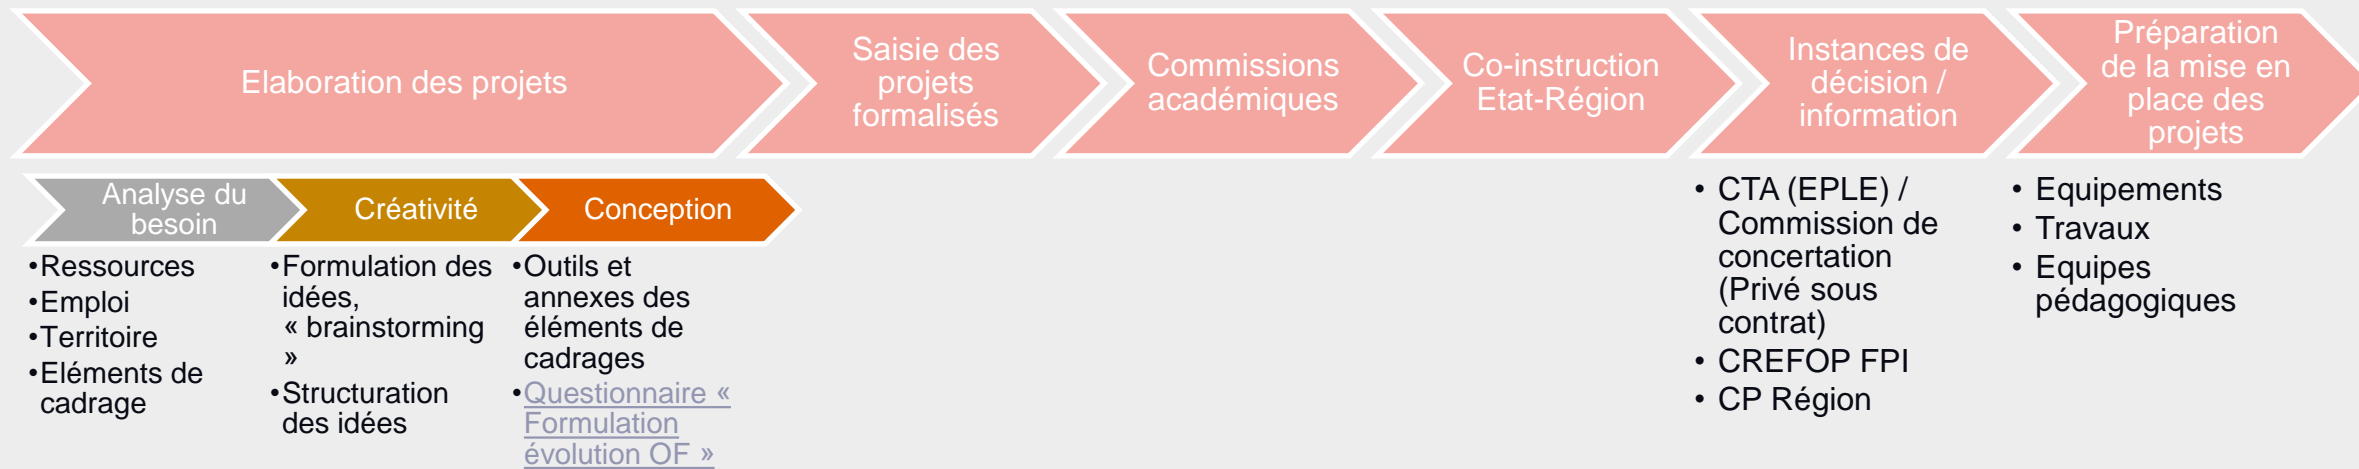 Elaboration des projets
Saisie des
projets
formalisés
Commissions
académiques
Co-instruction
Etat-Région
Instances de
décision /
information
Préparation
de la mise en
place des
projets
Analyse du
besoin
•Ressources
•Emploi
•Territoire
•Eléments de
cadrage
Créativité
•Formulation des
idées,
« brainstorming
»
•Structuration
des idées
Conception
•Outils et
annexes des
éléments de
cadrages
•Questionnaire «
Formulation
évolution OF »
• CTA (EPLE) /
Commission de
concertation
(Privé sous
contrat)
• CREFOP FPI
• CP Région
• Equipements
• Travaux
• Equipes
pédagogiques